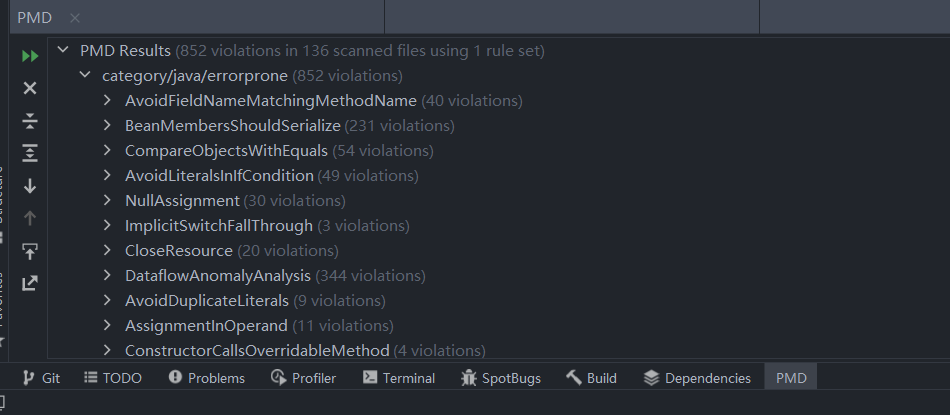 PMD
PMD Results (852 violations in 136 scanned files using 1 rule set)
category/java/errorprone (852 violations)
AvoidFieldNameMatchingMethodName (40 violations)
BeanMembersShouldSerialize (231 violations)
CompareObjectsWithEquals (54 violations)
AvoidLiteralsInIfCondition (49 violations)
NullAssignment (30 violations)
ImplicitSwitchFallThrough (3 violations)
CloseResource (20 violations)
DataflowAnomalyAnalysis (344 violations)
AvoidDuplicateLiterals (9 violations)
AssignmentInOperand (11 violations)
ConstructorCallsOverridableMethod (4 violations)
Git TODO Problems Profiler Terminal SpotBugs Build Dependencies PMD